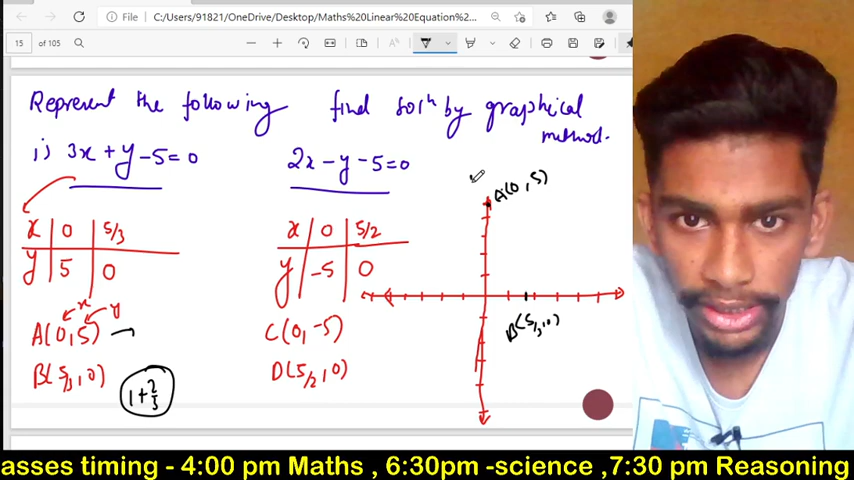 File
C:/Users/91821/OneDrive/Desktop/Maths%20Linear%20Equation%2...
15 of 105
Represent the following find solⁿ by graphical
method.
i) 3x + y - 5 = 0
2x - y - 5 = 0
x 0 5/3
y 5 0
x 0 5/2
y -5 0
A(0, 5)
x y
A(0, 5)
B(5/3, 0)
B(5/3, 0)
1+2/3
C(0, -5)
D(5/2, 0)
asses timing - 4:00 pm Maths , 6:30pm -science ,7:30 pm Reasoning